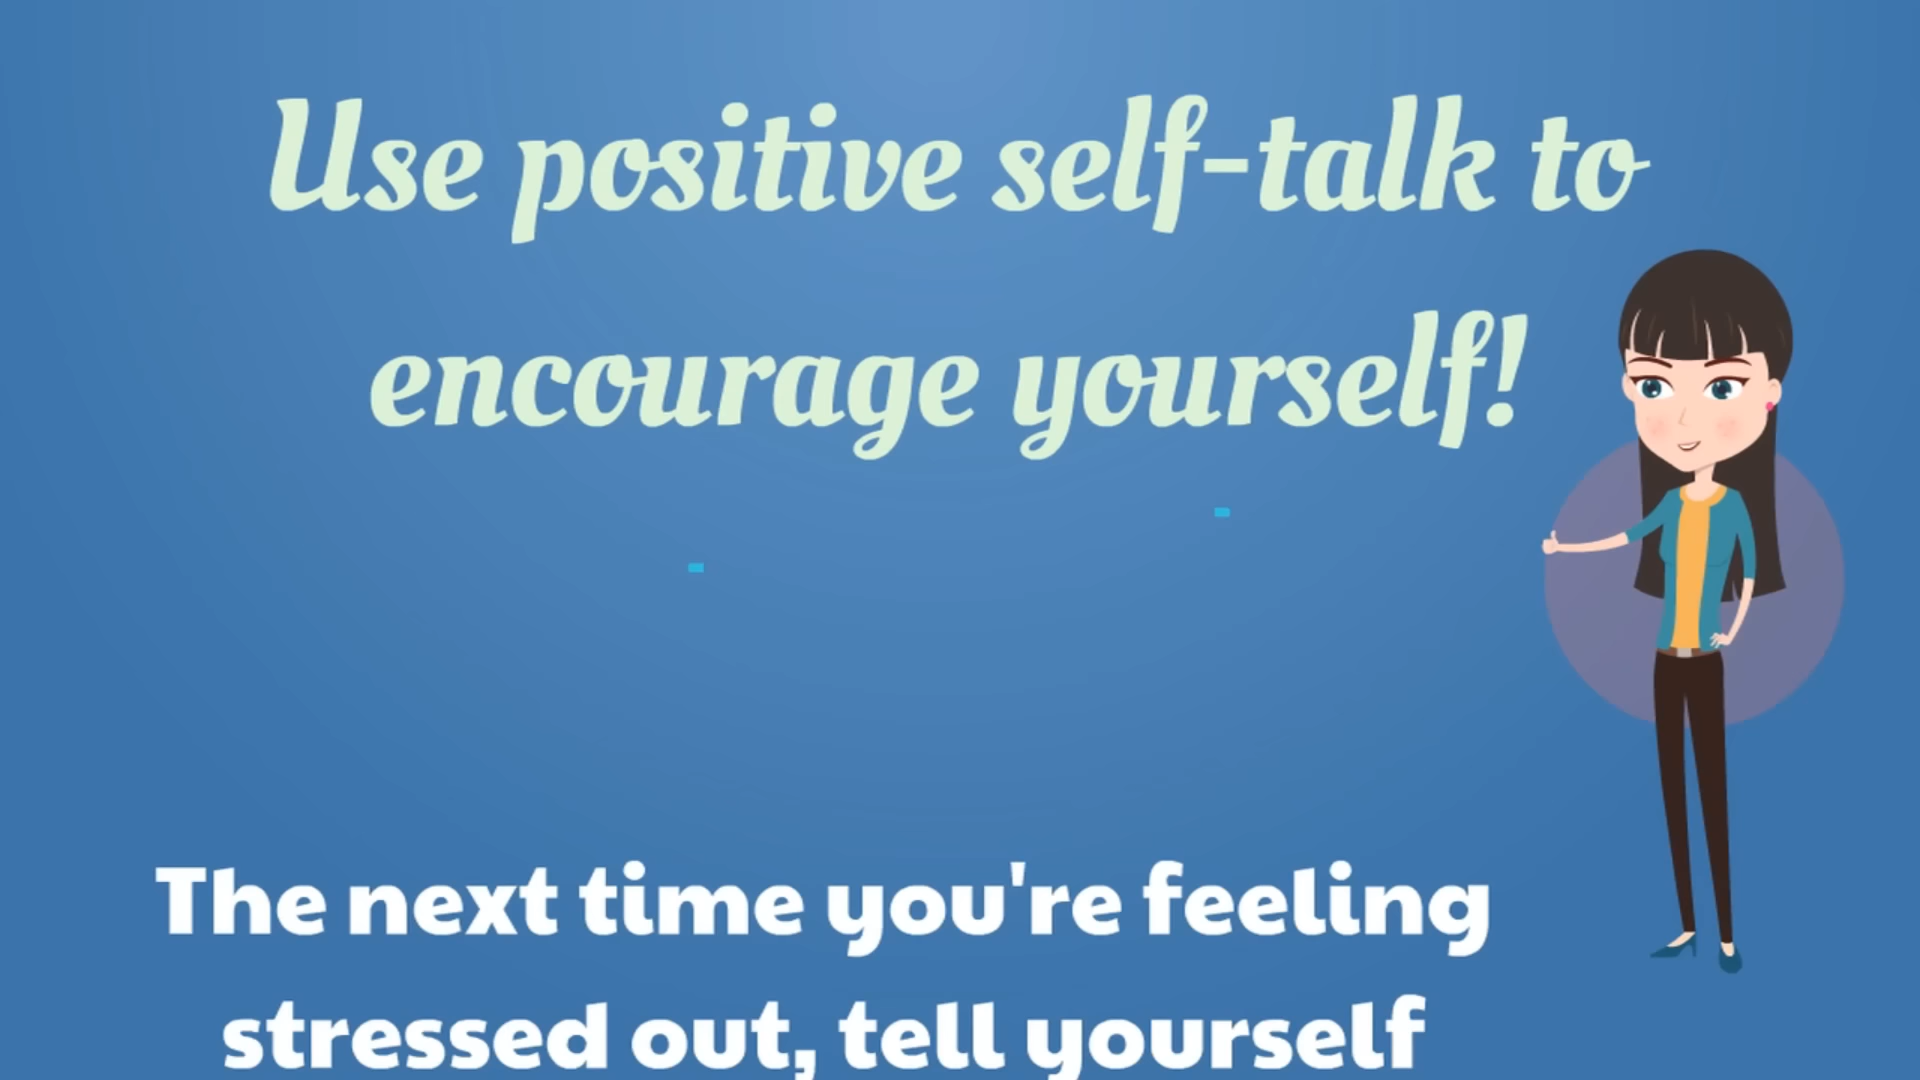 Use positive self-talk to
encourage yourself!
The next time you're feeling
stressed out, tell yourself